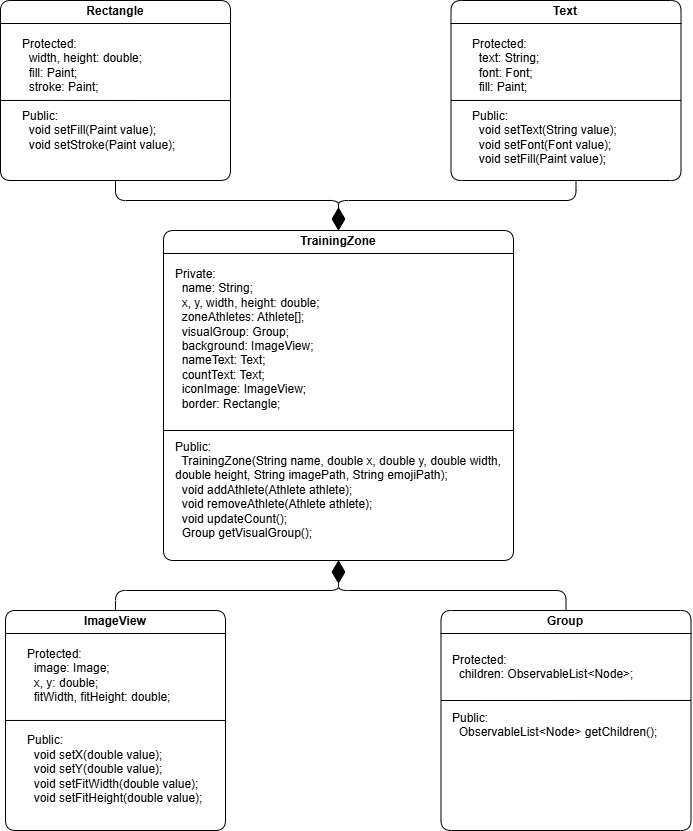 Rectangle
Protected:
width, height: double;
fill: Paint;
stroke: Paint;
Public:
void setFill(Paint value);
void setStroke(Paint value);
Text
Protected:
text: String;
font: Font;
fill: Paint;
Public:
void setText(String value);
void setFont(Font value);
void setFill(Paint value);
TrainingZone
Private:
name: String;
x, y, width, height: double;
zoneAthletes: Athlete[];
visualGroup: Group;
background: ImageView;
nameText: Text;
countText: Text;
iconImage: ImageView;
border: Rectangle;
Public:
TrainingZone(String name, double x, double y, double width,
double height, String imagePath, String emojiPath);
void addAthlete(Athlete athlete);
void removeAthlete(Athlete athlete);
void updateCount();
Group getVisualGroup();
ImageView
Protected:
image: Image;
x, y: double;
fitWidth, fitHeight: double;
Public:
void setX(double value);
void setY(double value);
void setFitWidth(double value);
void setFitHeight(double value);
Group
Protected:
children: ObservableList<Node>;
Public:
ObservableList<Node> getChildren();